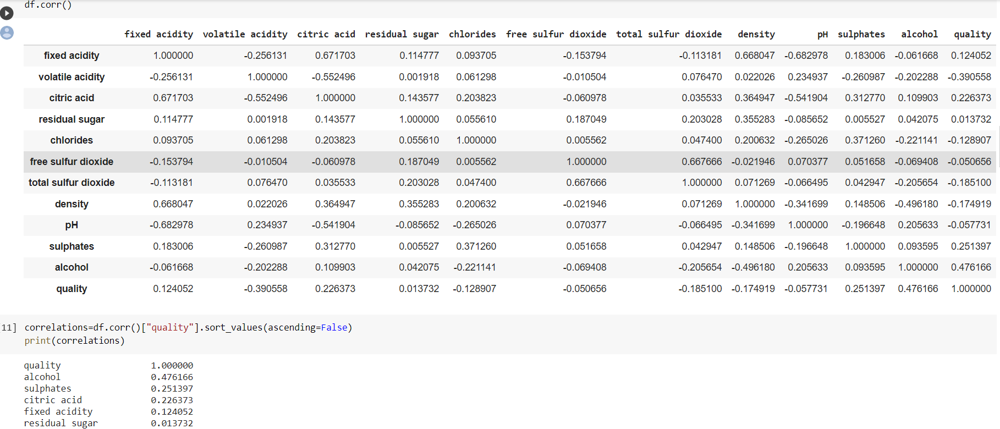 df.corr()
fixed acidity volatile acidity citric acid residual sugar chlorides free sulfur dioxide total sulfur dioxide density pH sulphates alcohol quality
fixed acidity 1.000000 -0.256131 0.671703 0.114777 0.093705 -0.153794 -0.113181 0.668047 -0.682978 0.183006 -0.061668 0.124052
volatile acidity -0.256131 1.000000 -0.552496 0.001918 0.061298 -0.010504 0.076470 0.022026 0.234937 -0.260987 -0.202288 -0.390558
citric acid 0.671703 -0.552496 1.000000 0.143577 0.203823 -0.060978 0.035533 0.364947 -0.541904 0.312770 0.109903 0.226373
residual sugar 0.114777 0.001918 0.143577 1.000000 0.055610 0.187049 0.203028 0.355283 -0.085652 0.005527 0.042075 0.013732
chlorides 0.093705 0.061298 0.203823 0.055610 1.000000 0.005562 0.047400 0.200632 -0.265026 0.371260 -0.221141 -0.128907
free sulfur dioxide -0.153794 -0.010504 -0.060978 0.187049 0.005562 1.000000 0.667666 -0.021946 0.070377 0.051658 -0.069408 -0.050656
total sulfur dioxide -0.113181 0.076470 0.035533 0.203028 0.047400 0.667666 1.000000 0.071269 -0.066495 0.042947 -0.205654 -0.185100
density 0.668047 0.022026 0.364947 0.355283 0.200632 -0.021946 0.071269 1.000000 -0.341699 0.148506 -0.496180 -0.174919
pH -0.682978 0.234937 -0.541904 -0.085652 -0.265026 0.070377 -0.066495 -0.341699 1.000000 -0.196648 0.205633 -0.057731
sulphates 0.183006 -0.260987 0.312770 0.005527 0.371260 0.051658 0.042947 0.148506 -0.196648 1.000000 0.093595 0.251397
alcohol -0.061668 -0.202288 0.109903 0.042075 -0.221141 -0.069408 -0.205654 -0.496180 0.205633 0.093595 1.000000 0.476166
quality 0.124052 -0.390558 0.226373 0.013732 -0.128907 -0.050656 -0.185100 -0.174919 -0.057731 0.251397 0.476166 1.000000
11] correlations=df.corr()["quality"].sort_values(ascending=False)
print(correlations)
quality 1.000000
alcohol 0.476166
sulphates 0.251397
citric acid 0.226373
fixed acidity 0.124052
residual sugar 0.013732